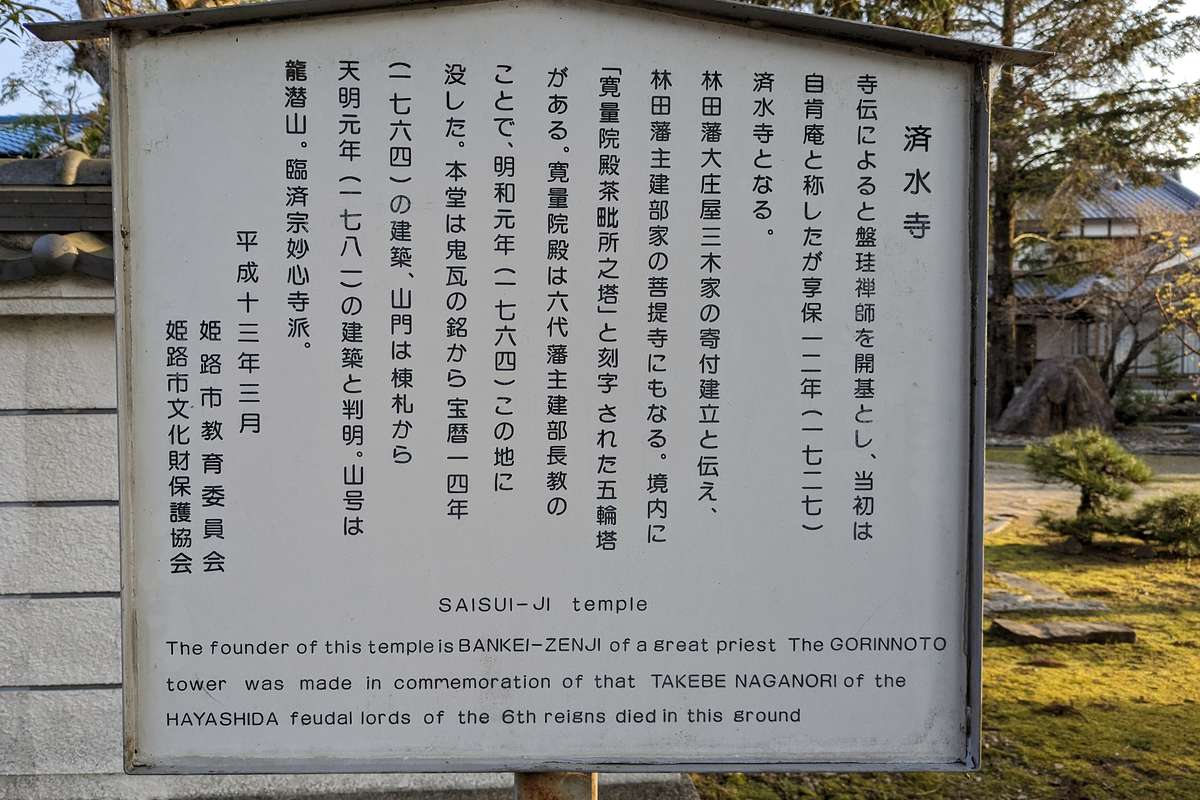 済水寺
寺伝によると盤珪禅師を開基とし、当初は
自肯庵と称したが享保一二年(一七二七)
済水寺となる。
林田藩大庄屋三木家の寄付建立と伝え、
林田藩主建部家の菩提寺にもなる。境内に
「寛量院殿茶毗所之塔」と刻字された五輪塔
がある。寛量院殿は六代藩主建部長教の
ことで、明和元年(一七六四)この地に
没した。本堂は鬼瓦の銘から宝暦一四年
(一七六四)の建築、山門は棟札から
天明元年(一七八一)の建築と判明。山号は
龍潜山。臨済宗妙心寺派。
平成十三年三月
姫路市教育委員会
姫路市文化財保護協会
SAISUI-JI temple
The founder of this temple is BANKEI-ZENJI of a great priest The GORINNOTO
tower was made in commemoration of that TAKEBE NAGANORI of the
HAYASHIDA feudal lords of the 6th reigns died in this ground